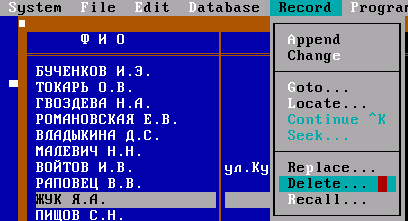 System File Edit Database Record Program
Ф И О
БУЧЕНКОВ И.Э.
ТОКАРЬ О.В.
ГВОЗДЕВА Н.А.
РОМАНОВСКАЯ Е.В.
ВЛАДЫКИНА Д.С.
МАЛЕВИЧ Н.Н.
ВОЙТОВ И.В. ул.Ку
РАПОВЕЦ В.В.
ЖУК Я.А.
ПИЩОВ С.Н.
Append
Change
Goto...
Locate...
Continue ^K
Seek...
Replace...
Delete...
Recall...